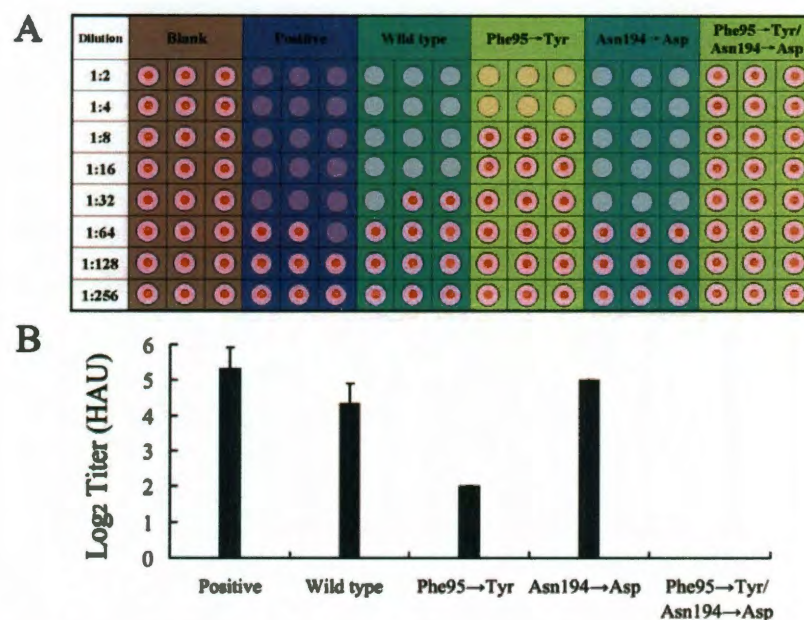 A
Dilution Blank Positive Wild type Phe95→Tyr Asn194→Asp Phe95→Tyr/
Asn194→Asp
1:2
1:4
1:8
1:16
1:32
1:64
1:128
1:256
B
Log2 Titer (HAU)
6
5
4
3
2
1
0
Positive Wild type Phe95→Tyr Asn194→Asp Phe95→Tyr/
Asn194→Asp